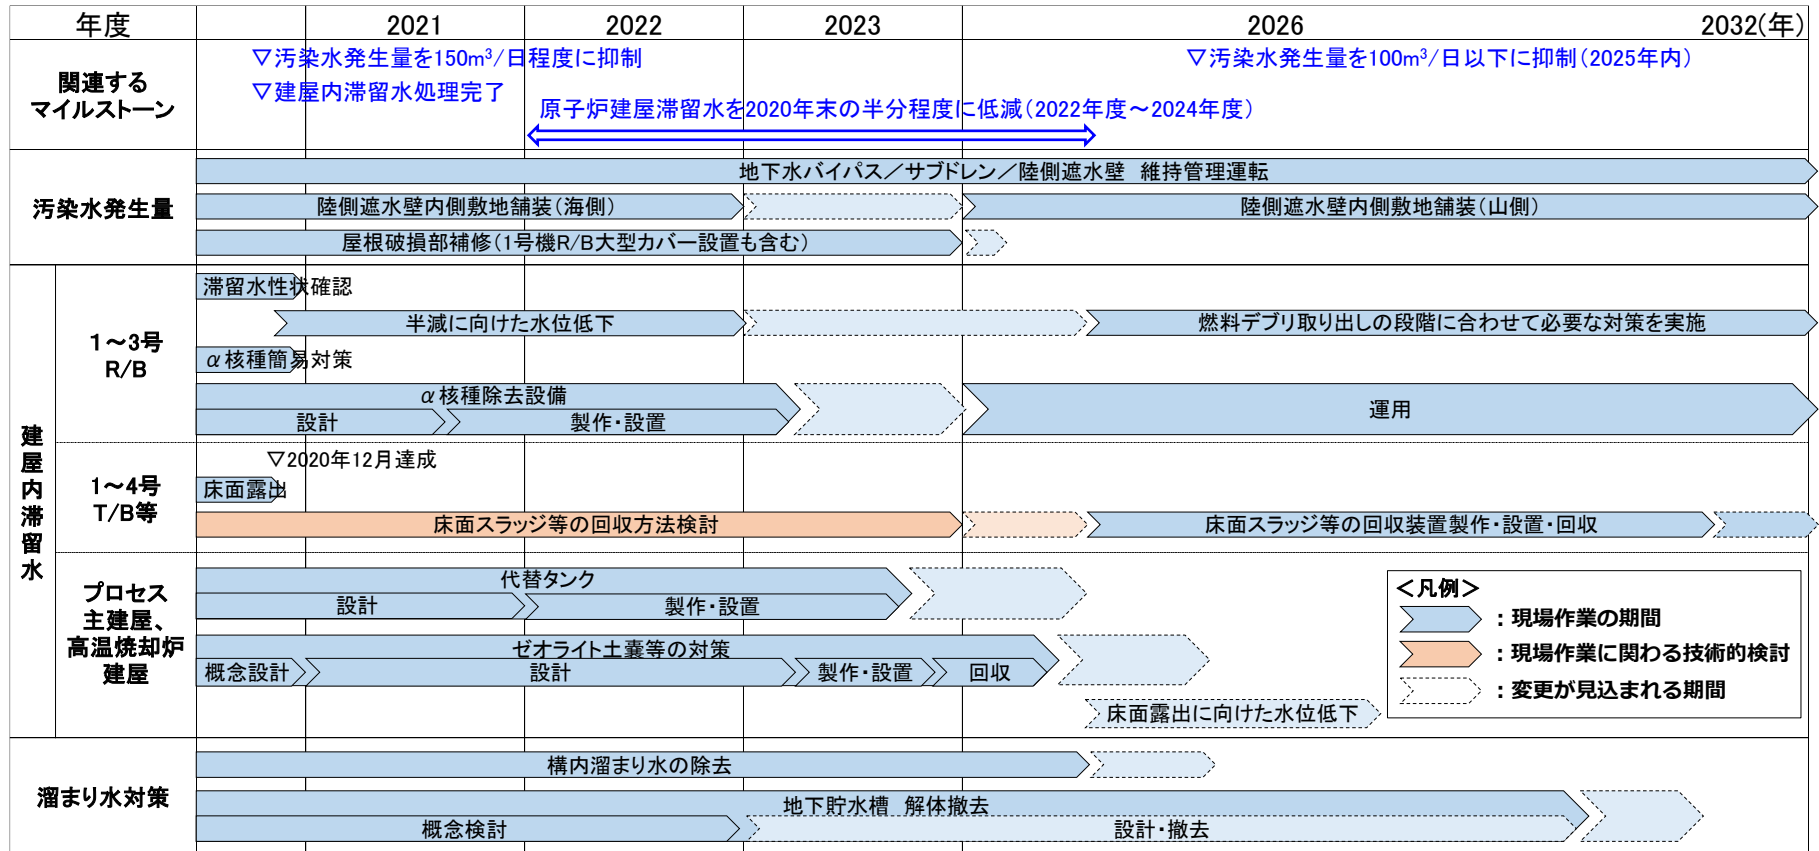 年度
2021
2022
2023
2026
2032(年)
関連する
マイルストーン
▽汚染水発生量を150m³/日程度に抑制
▽汚染水発生量を100m³/日以下に抑制(2025年内)
▽建屋内滞留水処理完了
原子炉建屋滞留水を2020年末の半分程度に低減(2022年度～2024年度)
汚染水発生量
地下水バイパス／サブドレン／陸側遮水壁 維持管理運転
陸側遮水壁内側敷地舗装(海側)
陸側遮水壁内側敷地舗装(山側)
屋根破損部補修(1号機R/B大型カバー設置も含む)
建屋内滞留水
1～3号
R/B
滞留水性状確認
半減に向けた水位低下
燃料デブリ取り出しの段階に合わせて必要な対策を実施
α核種簡易対策
α核種除去設備
設計
製作・設置
運用
1～4号
T/B等
▽2020年12月達成
床面露出
床面スラッジ等の回収方法検討
床面スラッジ等の回収装置製作・設置・回収
プロセス
主建屋、
高温焼却炉
建屋
代替タンク
設計
製作・設置
ゼオライト土嚢等の対策
概念設計
設計
製作・設置
回収
床面露出に向けた水位低下
＜凡例＞
：現場作業の期間
：現場作業に関わる技術的検討
：変更が見込まれる期間
溜まり水対策
構内溜まり水の除去
地下貯水槽 解体撤去
概念検討
設計・撤去